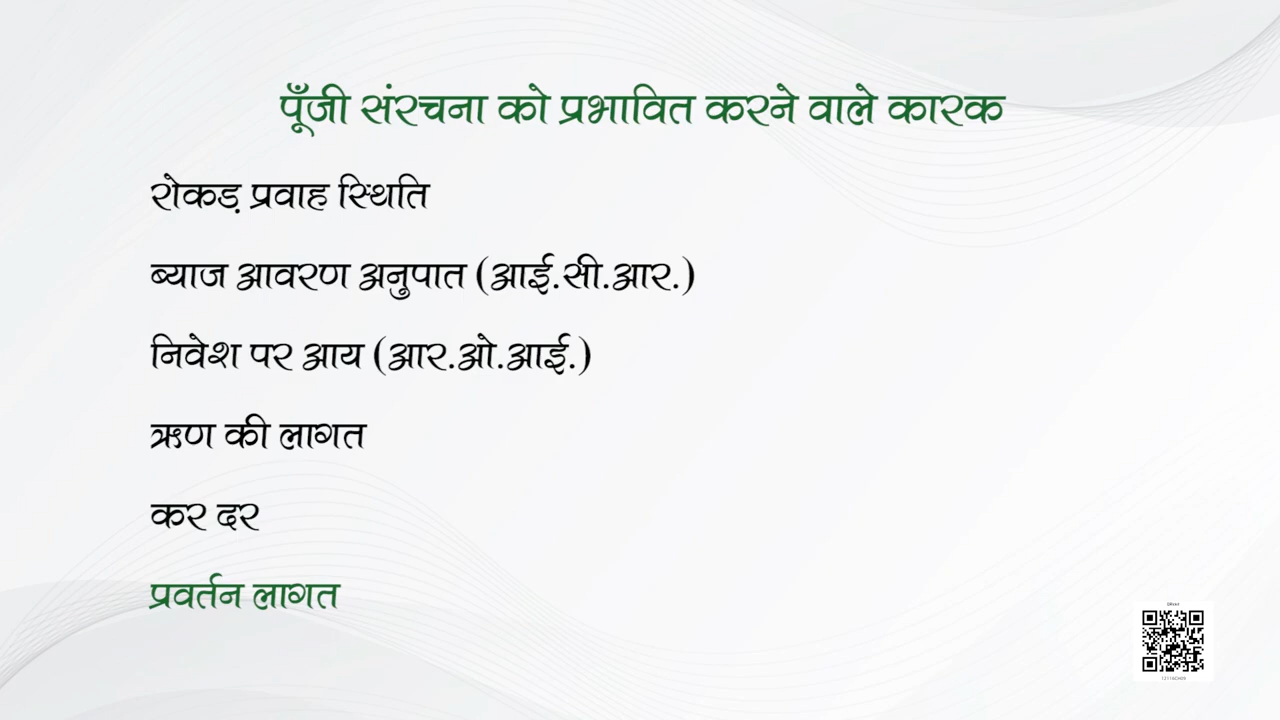 पूँजी संरचना को प्रभावित करने वाले कारक
रोकड़ प्रवाह स्थिति
ब्याज आवरण अनुपात (आई.सी.आर.)
निवेश पर आय (आर.ओ.आई.)
ऋण की लागत
कर दर
प्रवर्तन लागत